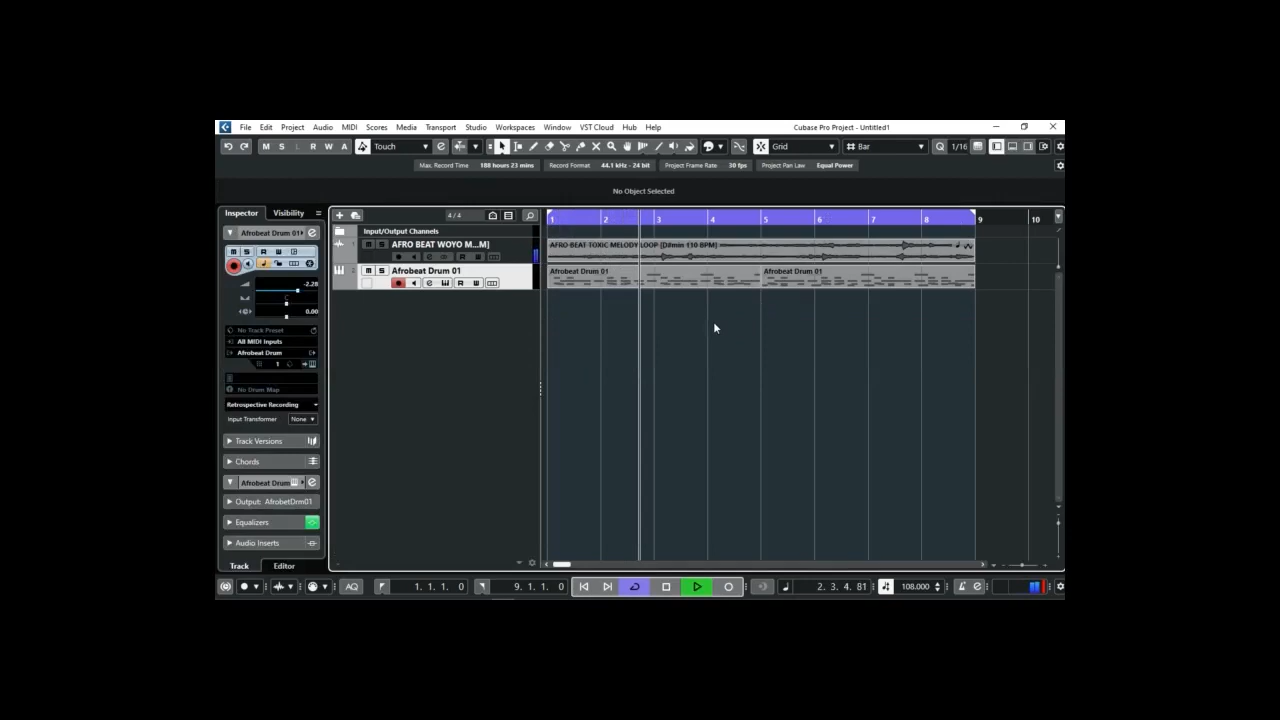 File Edit Project Audio MIDI Scores Media Transport Studio Workspaces Window VST Cloud Hub Help Cubase Pro Project - Untitled1
M S L R W A Touch Grid Bar Q 1/16
Max. Record Time 188 hours 23 mins Record Format 44.1 kHz - 24 bit Project Frame Rate 30 fps Project Pan Law Equal Power
No Object Selected
Inspector Visibility 4/4 1 2 3 4 5 6 7 8 9 10
Afrobeat Drum 01 Input/Output Channels
1 M S AFRO BEAT WOYO M...M] AFRO BEAT TOXIC MELODY LOOP [D#min 110 BPM]
M S R W
R W
2 M S Afrobeat Drum 01 Afrobeat Drum 01 Afrobeat Drum 01
R W
-2.28
C
0.00
No Track Preset
All MIDI Inputs
Afrobeat Drum
1
No Drum Map
Retrospective Recording
Input Transformer None
Track Versions
Chords
Afrobeat Drum
Output: AfrobetDrm01
Equalizers
Audio Inserts
Track Editor
AQ 1. 1. 1. 0 9. 1. 1. 0 2. 3. 4. 81 108.000